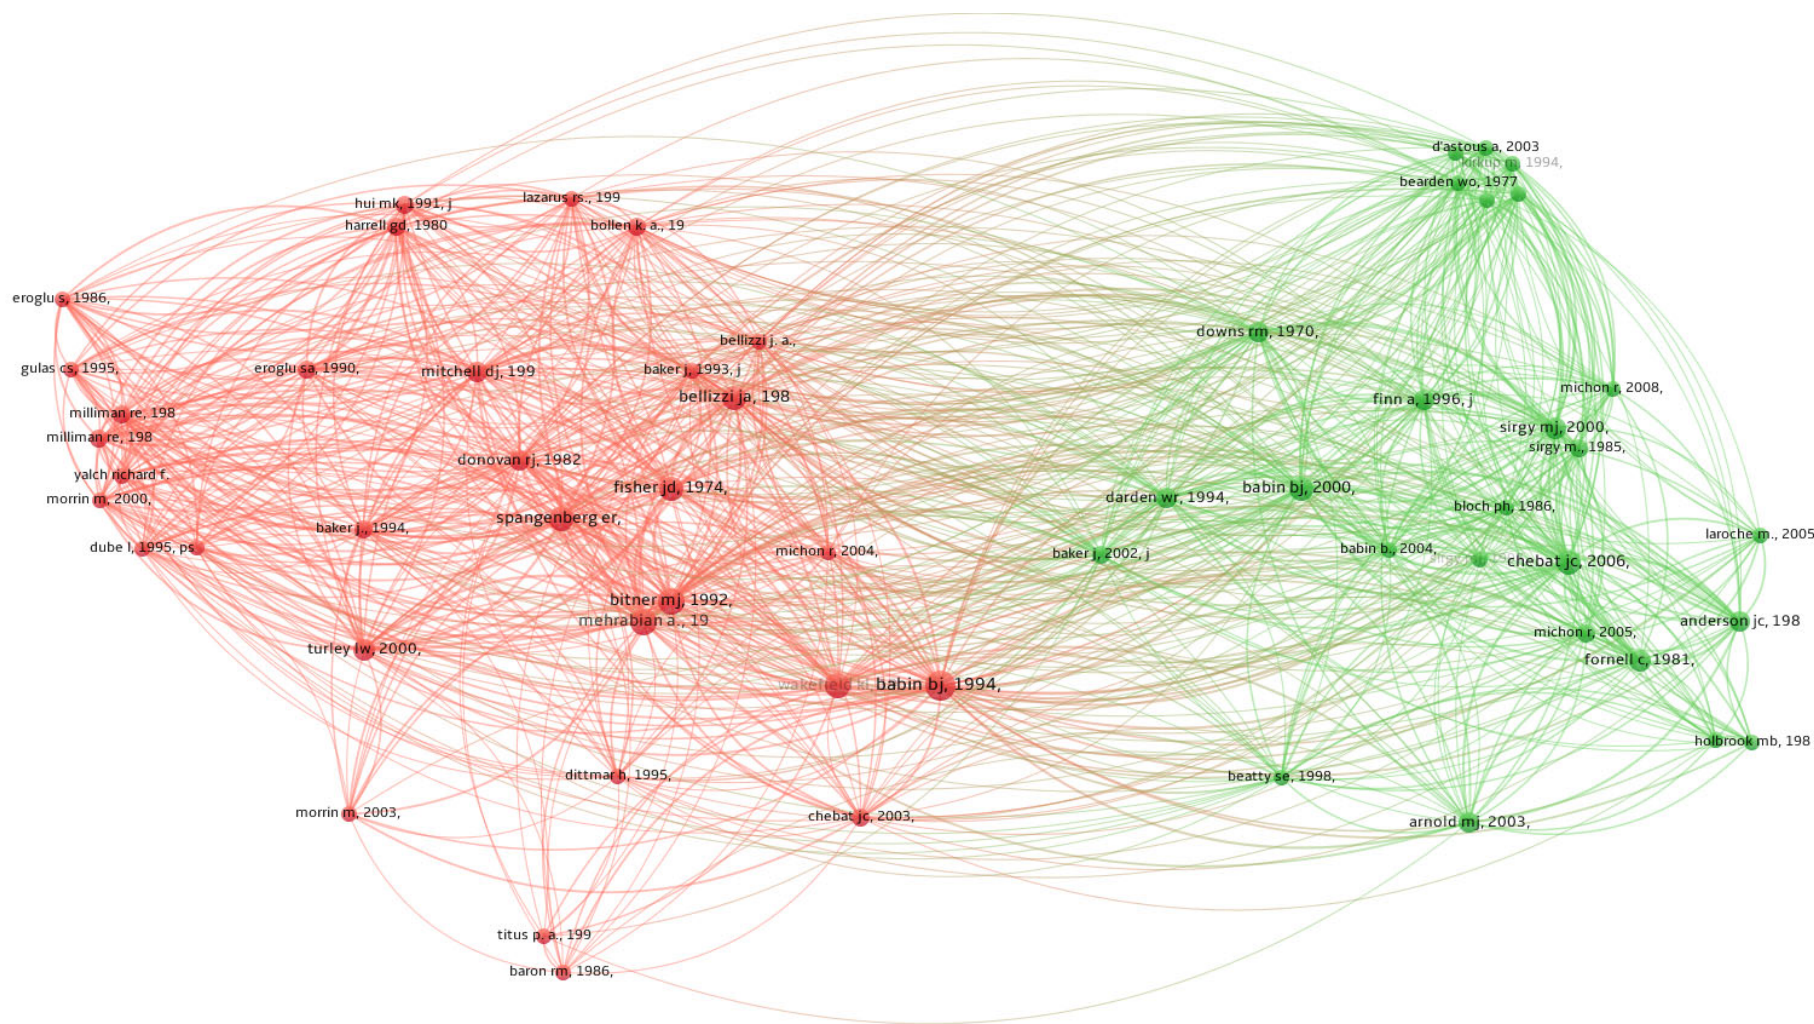 d'astous a, 2003
kirkup m, 1994,
bearden wo, 1977
lazarus rs., 199
hui mk, 1991, j
harrell gd, 1980
bollen k. a., 19
eroglu s, 1986,
downs rm, 1970,
bellizzi j. a.,
gulas cs, 1995,
eroglu sa, 1990,
mitchell dj, 199
baker j, 1993, j
bellizzi ja, 198
michon r, 2008,
finn a, 1996, j
milliman re, 198
milliman re, 198
sirgy mj, 2000,
sirgy m., 1985,
donovan rj, 1982
yalch richard f.
fisher jd, 1974,
babin bj, 2000,
morrin m, 2000,
darden wr, 1994,
bloch ph, 1986,
spangenberg er,
baker j., 1994,
laroche m., 2005
dube l, 1995, ps
michon r, 2004,
baker j, 2002, j
babin b., 2004,
chebat jc, 2006,
bitner mj, 1992,
mehrabian a., 19
anderson jc, 198
michon r, 2005,
turley lw, 2000,
fornell c, 1981,
wakefield kl,
babin bj, 1994,
holbrook mb, 198
dittmar h, 1995,
beatty se, 1998,
morrin m, 2003,
chebat jc, 2003,
arnold mj, 2003,
titus p. a., 199
baron rm, 1986,